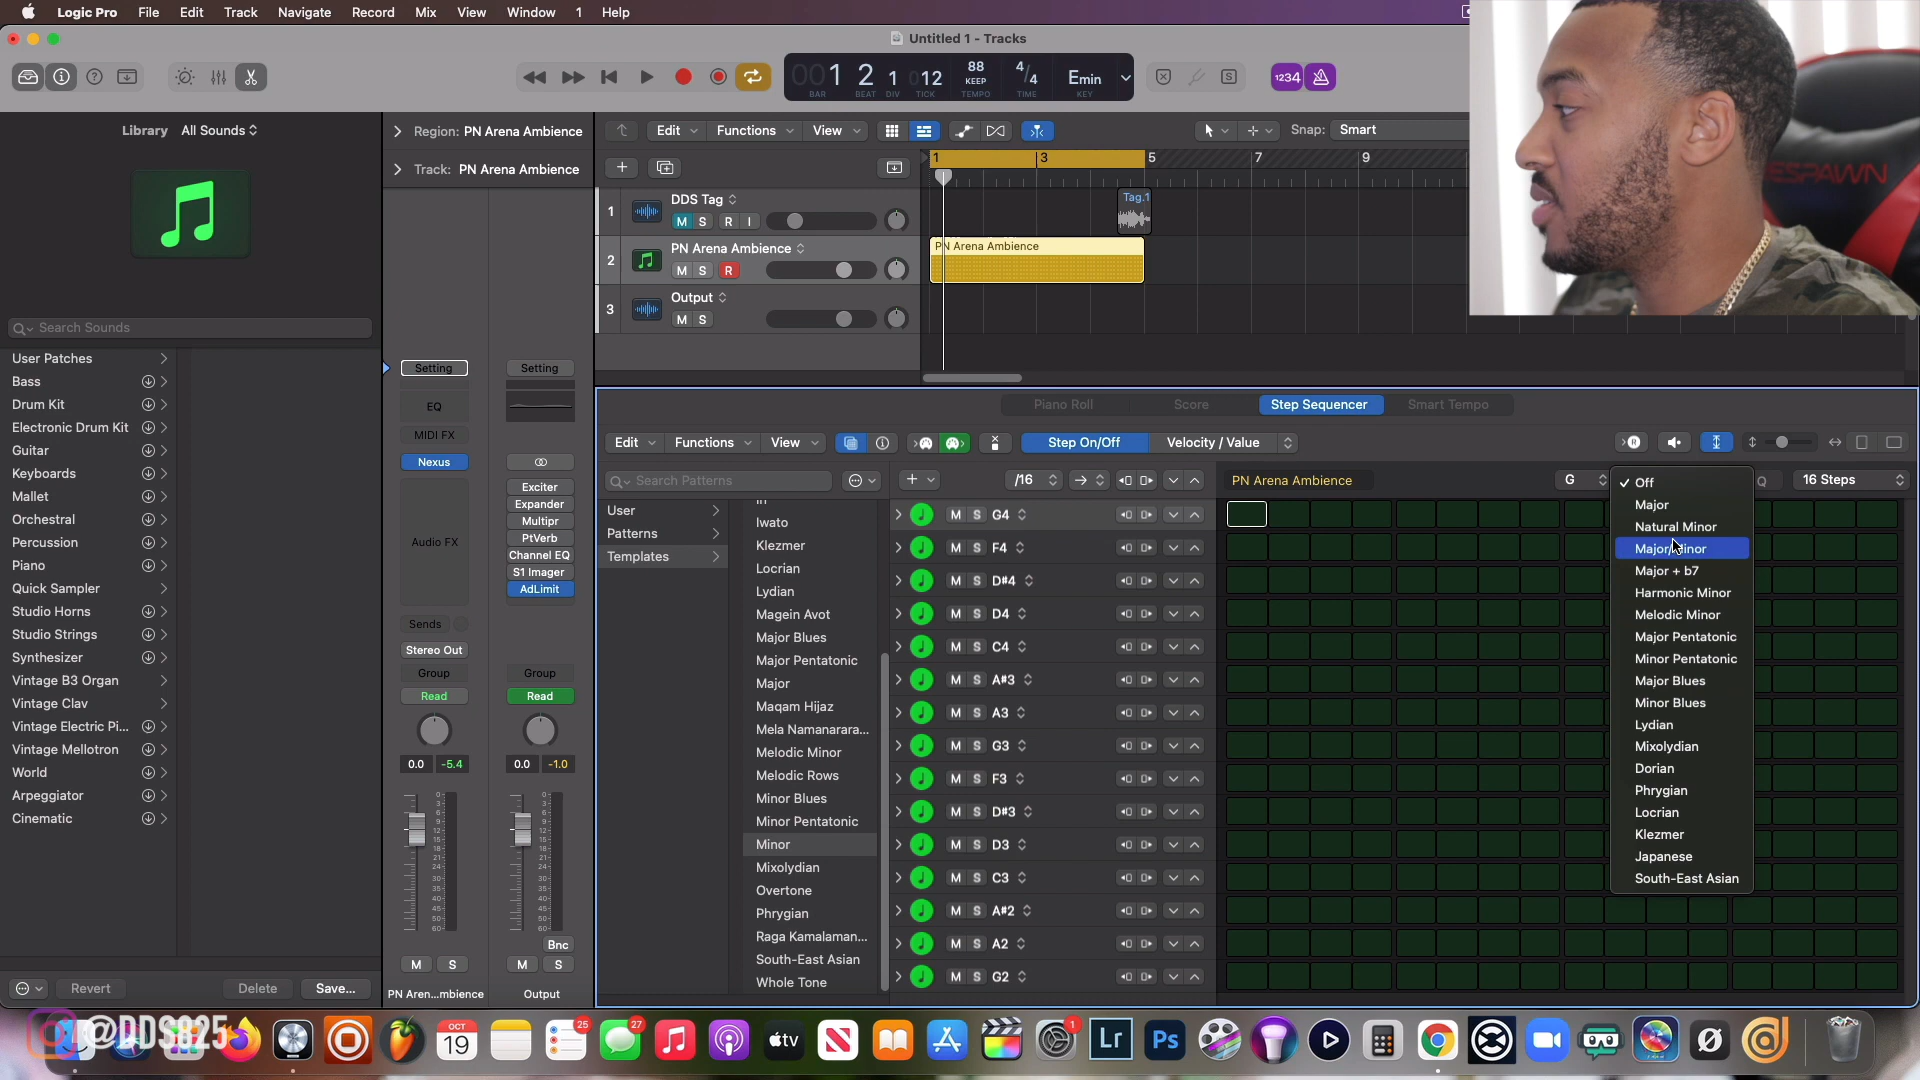 Logic Pro File Edit Track Navigate Record Mix View Window 1 Help
Untitled 1 - Tracks
001 2 1 012 88 KEEP 4/4 Emin
BAR BEAT DIV TICK TEMPO TIME KEY
1234
Library All Sounds
Region: PN Arena Ambience
Track: PN Arena Ambience
Edit Functions View Snap: Smart
1 3 5 7 9
1 DDS Tag
M S R I
Tag.1
2 PN Arena Ambience
M S R
PN Arena Ambience
3 Output
M S
Search Sounds
User Patches
Bass
Drum Kit
Electronic Drum Kit
Guitar
Keyboards
Mallet
Orchestral
Percussion
Piano
Quick Sampler
Studio Horns
Studio Strings
Synthesizer
Vintage B3 Organ
Vintage Clav
Vintage Electric Pi...
Vintage Mellotron
World
Arpeggiator
Cinematic
Revert Delete Save...
Setting Setting
EQ
MIDI FX
Nexus
Exciter
Expander
Multipr
PtVerb
Channel EQ
S1 Imager
AdLimit
Audio FX
Sends
Stereo Out
Group Group
Read Read
0.0 -5.4 0.0 -1.0
Bnc
M S M S
PN Aren...mbience Output
Piano Roll Score Step Sequencer Smart Tempo
Edit Functions View Step On/Off Velocity / Value
Search Patterns
User
Patterns
Templates
Iwato
Klezmer
Locrian
Lydian
Magein Avot
Major Blues
Major Pentatonic
Major
Maqam Hijaz
Mela Namanarara...
Melodic Minor
Melodic Rows
Minor Blues
Minor Pentatonic
Minor
Mixolydian
Overtone
Phrygian
Raga Kamalaman...
South-East Asian
Whole Tone
/16
PN Arena Ambience G 16 Steps
M S G4
M S F4
M S D#4
M S D4
M S C4
M S A#3
M S A3
M S G3
M S F3
M S D#3
M S D3
M S C3
M S A#2
M S A2
M S G2
Off
Major
Natural Minor
Major/Minor
Major + b7
Harmonic Minor
Melodic Minor
Major Pentatonic
Minor Pentatonic
Major Blues
Minor Blues
Lydian
Mixolydian
Dorian
Phrygian
Locrian
Klezmer
Japanese
South-East Asian
@DDS825
OCT 19 25 27 tv 1 Lr Ps